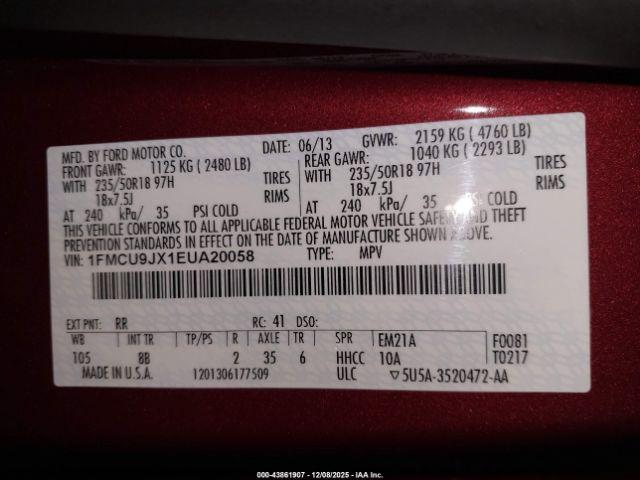 MFD. BY FORD MOTOR CO. DATE: 06/13 GVWR: 2159 KG ( 4760 LB)
FRONT GAWR: 1125 KG ( 2480 LB) REAR GAWR: 1040 KG ( 2293 LB)
WITH 235/50R18 97H TIRES WITH 235/50R18 97H TIRES
18x7.5J RIMS 18x7.5J RIMS
AT 240 kPa/ 35 PSI COLD AT 240 kPa/ 35 PSI COLD
THIS VEHICLE CONFORMS TO ALL APPLICABLE FEDERAL MOTOR VEHICLE SAFETY AND THEFT
PREVENTION STANDARDS IN EFFECT ON THE DATE OF MANUFACTURE SHOWN ABOVE.
VIN: 1FMCU9JX1EUA20058 TYPE: MPV
EXT PNT: RR RC: 41 DSO:
WB INT TR TP/PS R AXLE TR SPR EM21A F0081
105 8B 2 35 6 HHCC 10A T0217
MADE IN U.S.A. 1201306177509 ULC ▽5U5A-3520472-AA
000-43861907 - 12/08/2025 - IAA Inc.